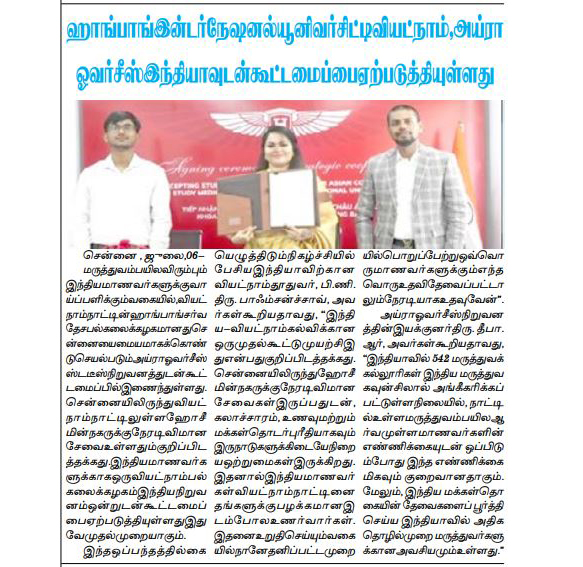 ஹாங்பாங்இன்டர்நேஷனல்யூனிவர்சிட்டிவியட்நாம்,அய்ரா
ஓவர்சீஸ்இந்தியாவுடன்கூட்டமைப்பைஏற்படுத்தியுள்ளது
Signing ceremony
சென்னை, ஜுலை,06–
மருத்துவம்பயிலவிரும்பும்
இந்தியமாணவர்களுக்குவா
ய்ப்பளிக்கும்வகையில்,வியட்
நாம்நாட்டின்ஹாங்பாங்சர்வ
தேசபல்கலைக்கழகமானதுசெ
ன்னையைமையமாகக்கொண்
டுசெயல்படும்அய்ராஓவர்சீஸ்
ஸ்டடீஸ்நிறுவனத்துடன்கூட்
டமைப்பில்இணைந்துள்ளது.
சென்னையிலிருந்துவியட்
நாம்நாட்டிலுள்ளஹோசீ
மின்நகருக்குநேரடிவிமான
சேவைஉள்ளதும்குறிப்பிட
த்தக்கது.இந்தியமாணவர்க
ளுக்காகஒருவியட்நாம்பல்
கலைக்கழகம்இந்தியநிறுவ
னம்ஒன்றுடன்கூட்டமைப்
பைஏற்படுத்தியுள்ளதுஇது
வேமுதல்முறையாகும்.
இந்தஒப்பந்தத்தில்கை
யெழுத்திடும்நிகழ்ச்சியில்
பேசியஇந்தியாவிற்கான
வியட்நாம்தூதுவர், பி.ணி.
திரு. பாஃம்சன்ச்சாவ், அவ
ர்கள்கூறியதாவது, "இந்தி
ய–வியட்நாம்கல்விக்கான
ஒருமுதல்கூட்டுமுயற்சிஇ
துஎன்பதுகுறிப்பிடத்தக்கது.
சென்னையிலிருந்துஹோசீ
மின்நகருக்குநேரடிவிமான
சேவைகள்இருப்பதுடன்,
கலாச்சாரம், உணவுமற்றும்
மக்கள்தொடர்புரீதியாகவும்
இருநாடுகளுக்கிடையேநிறை
யஒற்றுமைகள்இருக்கிறது.
இதனால்இந்தியமாணவர்
கள்வியட்நாம்நாட்டினை
தங்களுக்குபழக்கமானஇ
டம்போலஉணர்வார்கள்.
இதனைஉறுதிசெய்யும்வகை
யில்நானேதனிப்பட்டமுறை
யில்பொறுப்பேற்றுஒவ்வொ
ருமாணவர்களுக்கும்எந்த
வொருஉதவிதேவைப்பட்டா
லும்நேரடியாகஉதவுவேன்".
அய்ராஓவர்சீஸ்நிறுவன
த்தின்இயக்குனர்திரு. தீபா.
ஆர், அவர்கள்கூறியதாவது,
"இந்தியாவில் 542 மருத்துவக்
கல்லூரிகள் இந்திய மருத்துவ
கவுன்சிலால் அங்கீகரிக்கப்
பட்டுள்ளநிலையில், நாட்டி
ல்உள்ளமருத்துவம்பயிலஆ
ர்வமுள்ளமாணவர்களின்
எண்ணிக்கையுடன் ஒப்பிடு
ம்போது இந்த எண்ணிக்கை
மிகவும் குறைவானதாகும்.
மேலும், இந்திய மக்கள்தொ
கையின் தேவைகளைப் பூர்த்தி
செய்ய இந்தியாவில் அதிக
தொழில்முறை மருத்துவர்களு
க்கானஅவசியமும்உள்ளது."